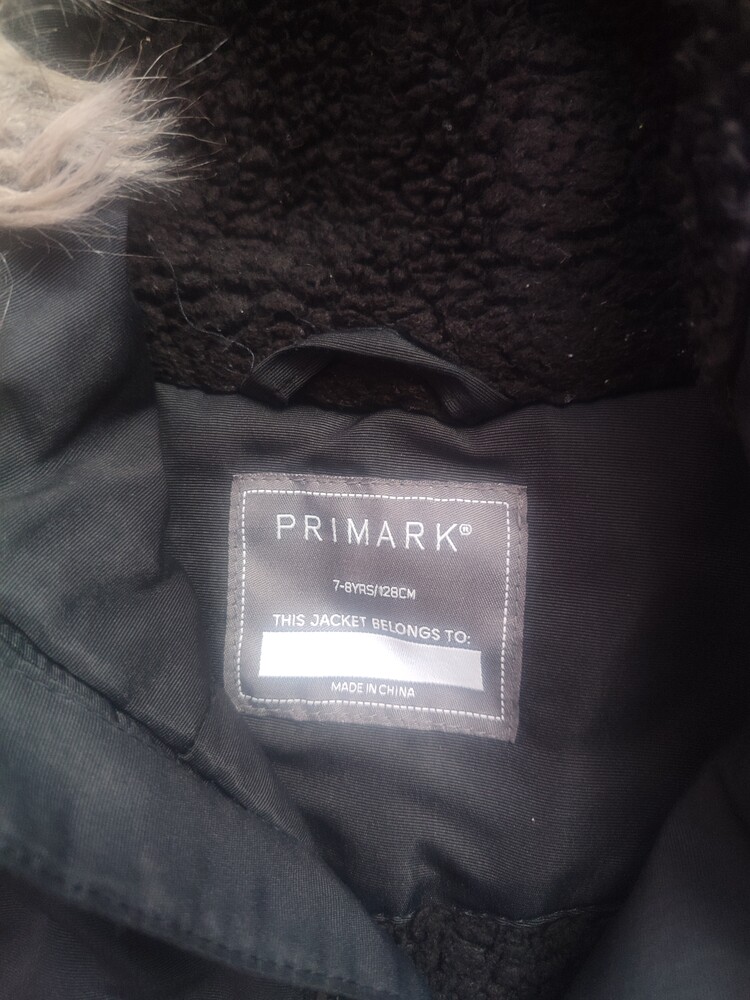 PRIMARK®
7-8YRS/128CM
THIS JACKET BELONGS TO:
MADE IN CHINA